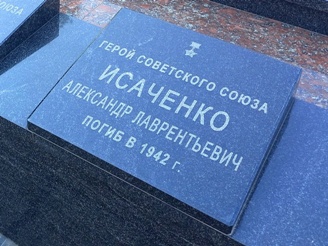 ГЕРОЙ СОВЕТСКОГО СОЮЗА
ИСАЧЕНКО
АЛЕКСАНДР ЛАВРЕНТЬЕВИЧ
ПОГИБ В 1942 Г.